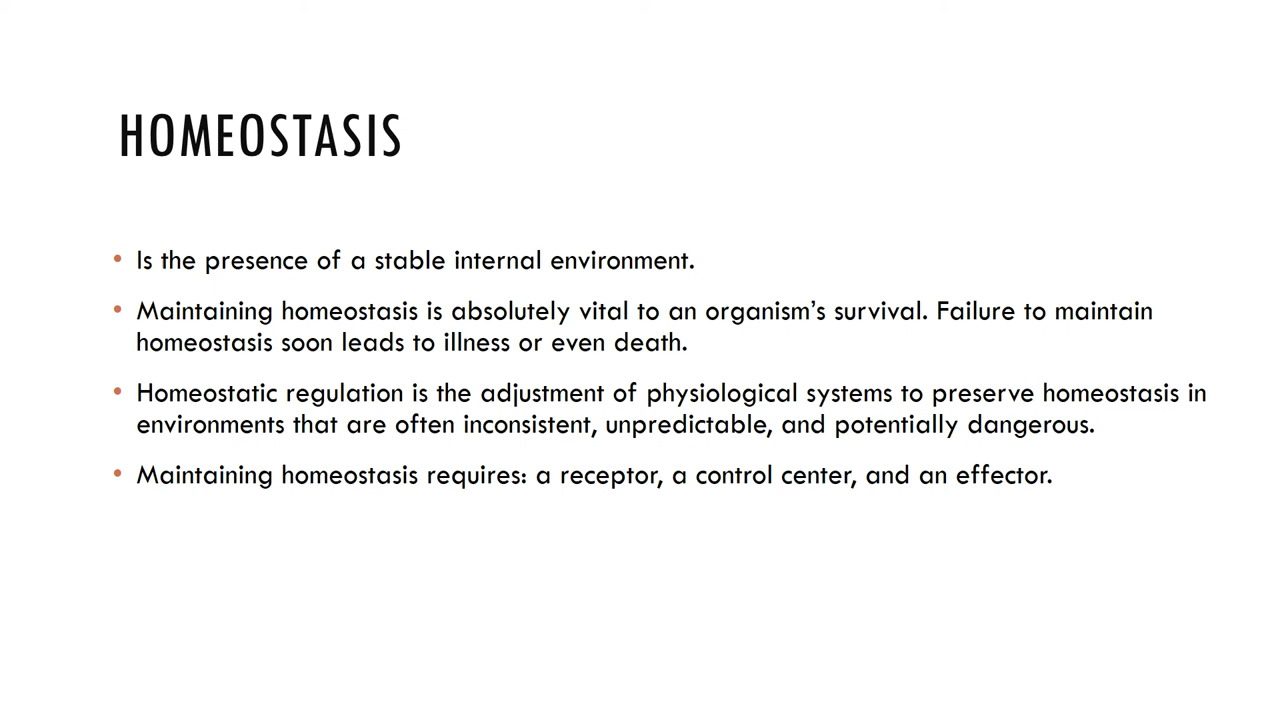 HOMEOSTASIS
• Is the presence of a stable internal environment.
• Maintaining homeostasis is absolutely vital to an organism’s survival. Failure to maintain
homeostasis soon leads to illness or even death.
• Homeostatic regulation is the adjustment of physiological systems to preserve homeostasis in
environments that are often inconsistent, unpredictable, and potentially dangerous.
• Maintaining homeostasis requires: a receptor, a control center, and an effector.